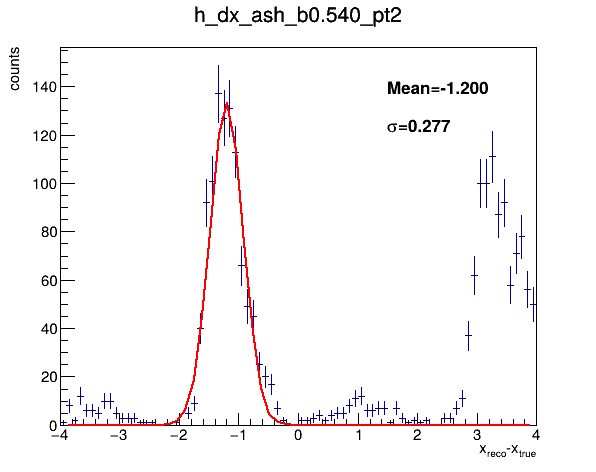 h_dx_ash_b0.540_pt2
counts
Mean=-1.200
σ=0.277
140
120
100
80
60
40
20
0
−4 −3 −2 −1 0 1 2 3 4
x_reco-x_true